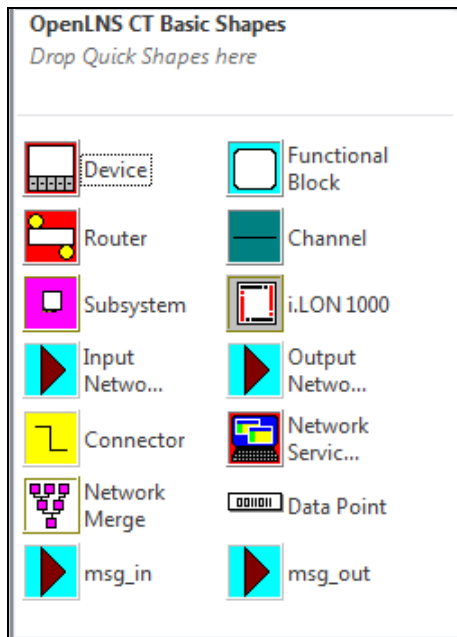 OpenLNS CT Basic Shapes
Drop Quick Shapes here
Device
Functional
Block
Router
Channel
Subsystem
i.LON 1000
Input
Netwo...
Output
Netwo...
Connector
Network
Servic...
Network
Merge
0011011
Data Point
msg_in
msg_out